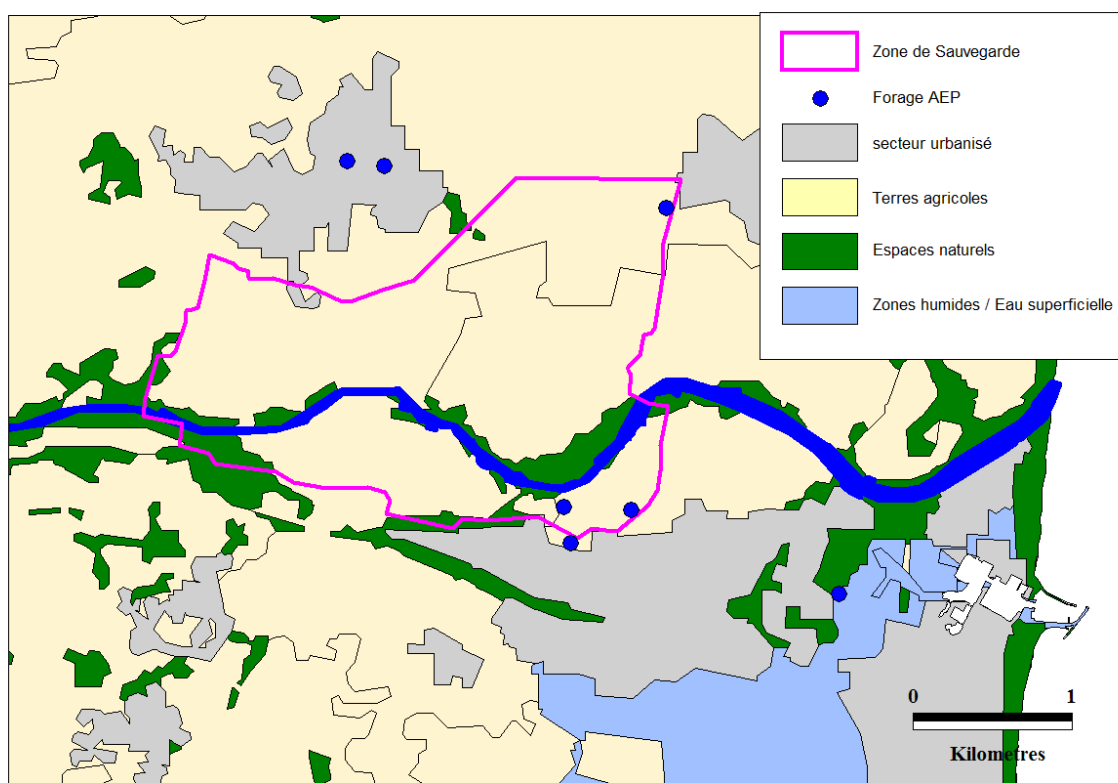 Zone de Sauvegarde
Forage AEP
secteur urbanisé
Terres agricoles
Espaces naturels
Zones humides / Eau superficielle
0 1
Kilometres